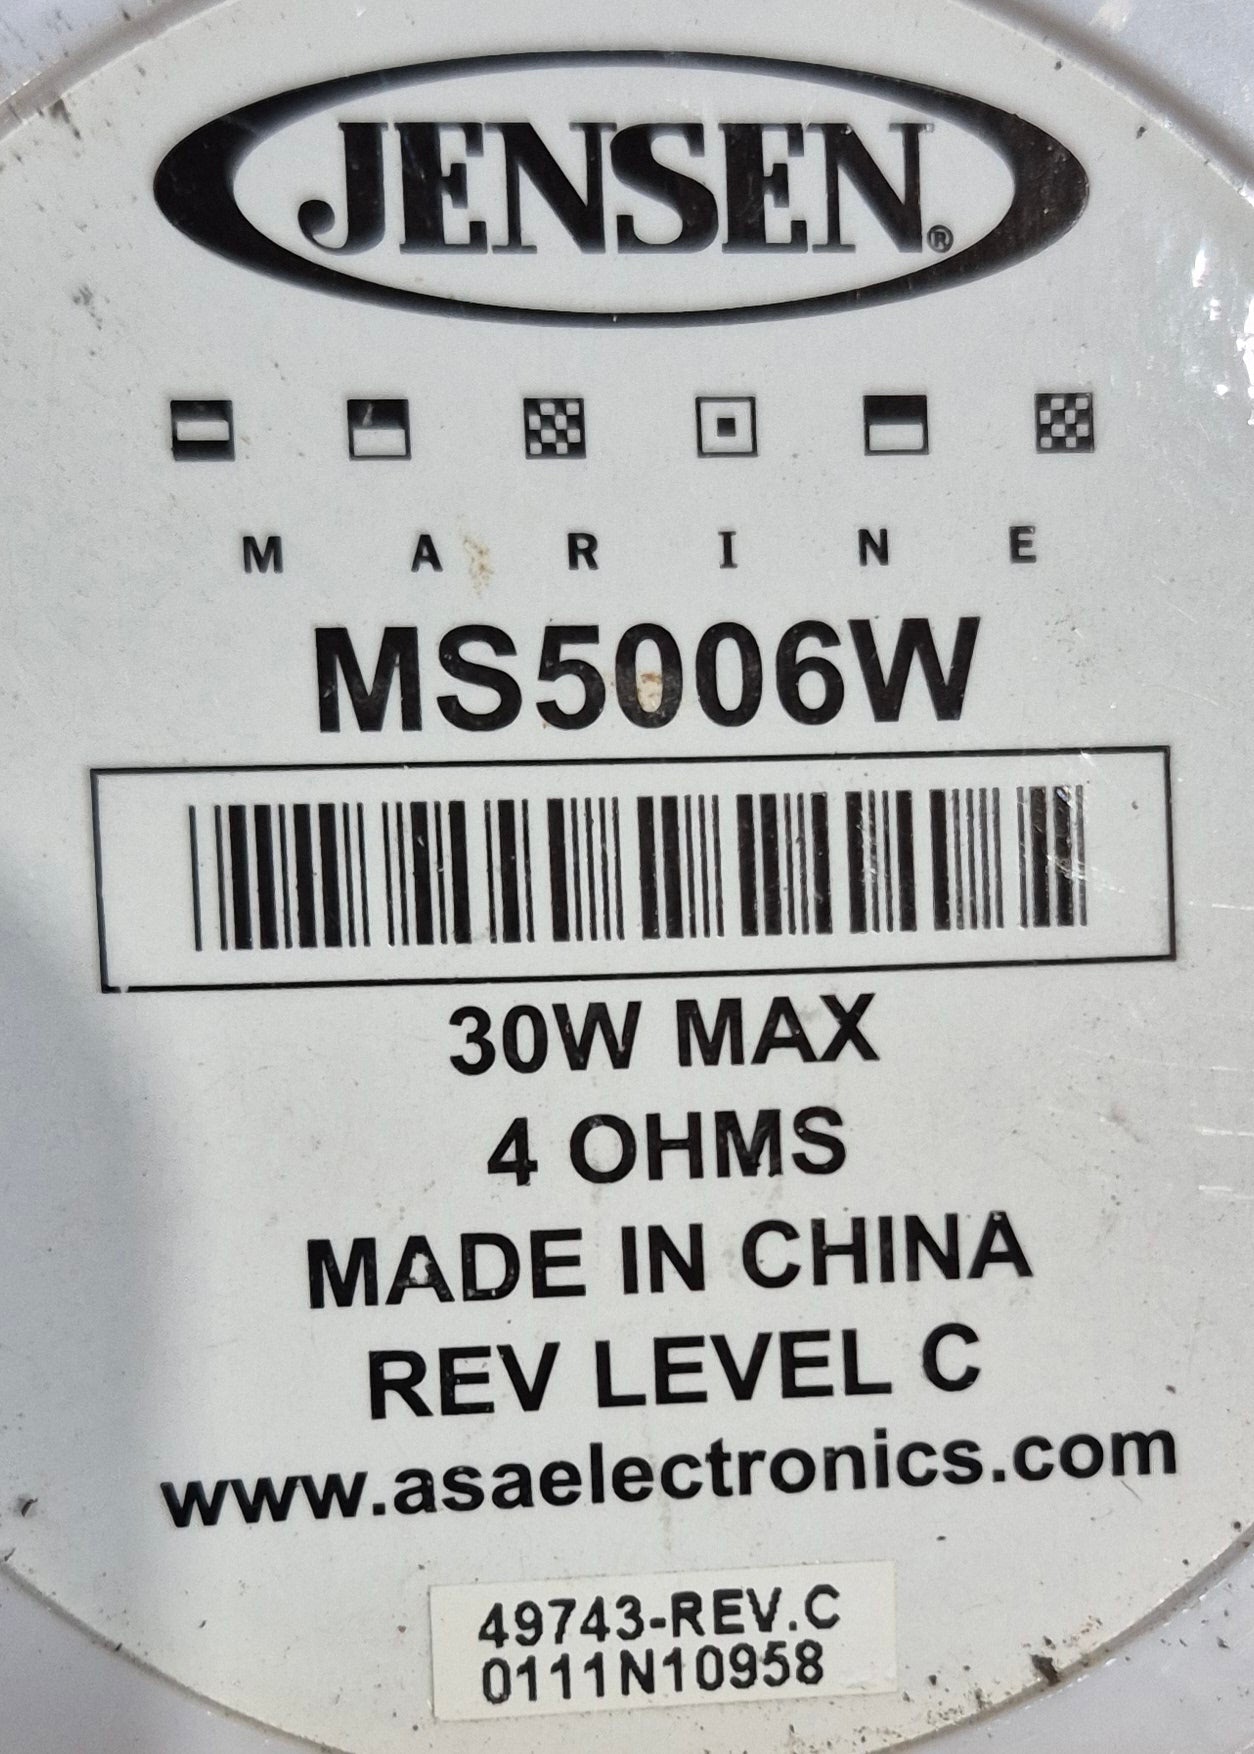 JENSEN®
MARINE
MS5006W
30W MAX
4 OHMS
MADE IN CHINA
REV LEVEL C
www.asaelectronics.com
49743-REV.C
0111N10958